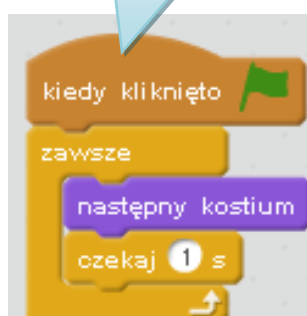 kiedy kliknięto
zawsze
następny kostium
czekaj 1 s